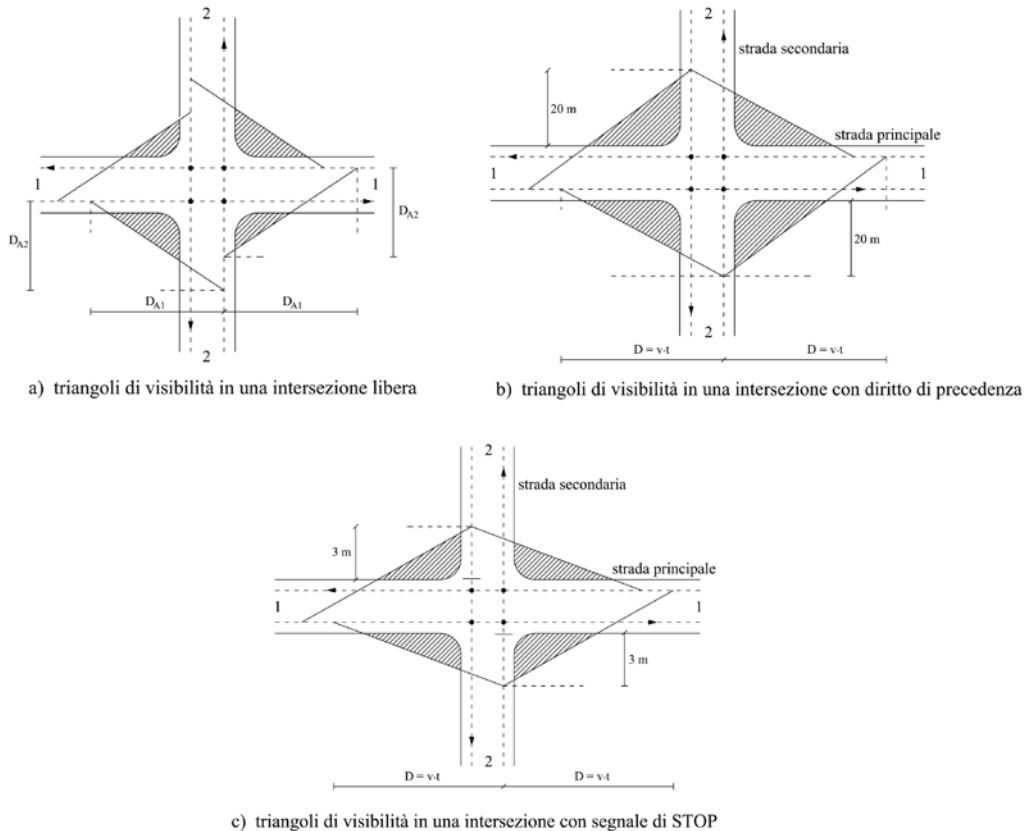 2
1
1
D_A2
D_A2
D_A1
D_A1
2
a) triangoli di visibilità in una intersezione libera
2
strada secondaria
20 m
strada principale
1
1
20 m
2
D = v·t
D = v·t
b) triangoli di visibilità in una intersezione con diritto di precedenza
2
strada secondaria
3 m
strada principale
1
1
3 m
2
D = v·t
D = v·t
c) triangoli di visibilità in una intersezione con segnale di STOP